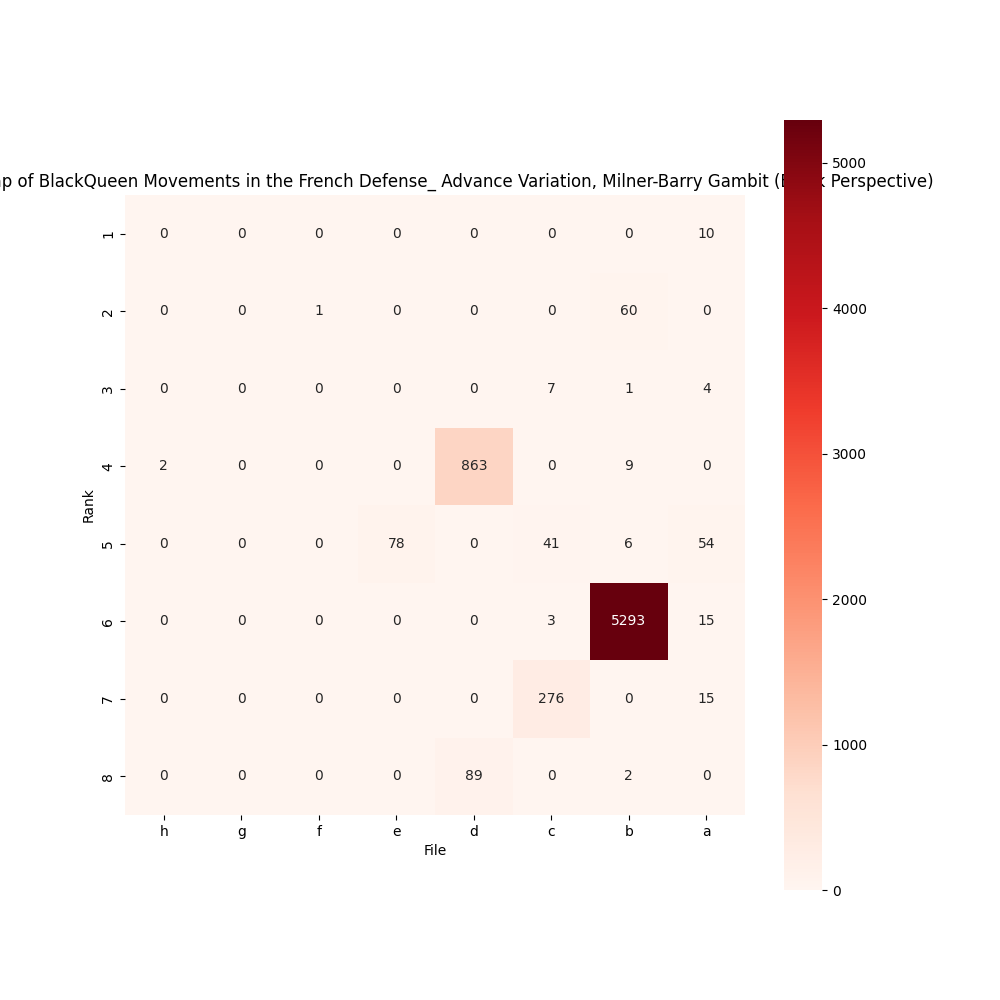 of BlackQueen Movements in the French Defense_ Advance Variation, Milner-Barry Gambit ( Perspective)
5000
1 0 0 0 0 0 0 0 10
2 0 0 1 0 0 0 60 0
4000
3 0 0 0 0 0 7 1 4
3000
4 2 0 0 0 863 0 9 0
Rank
5 0 0 0 78 0 41 6 54
2000
6 0 0 0 0 0 3 5293 15
7 0 0 0 0 0 276 0 15
1000
8 0 0 0 0 89 0 2 0
h g f e d c b a
File
0